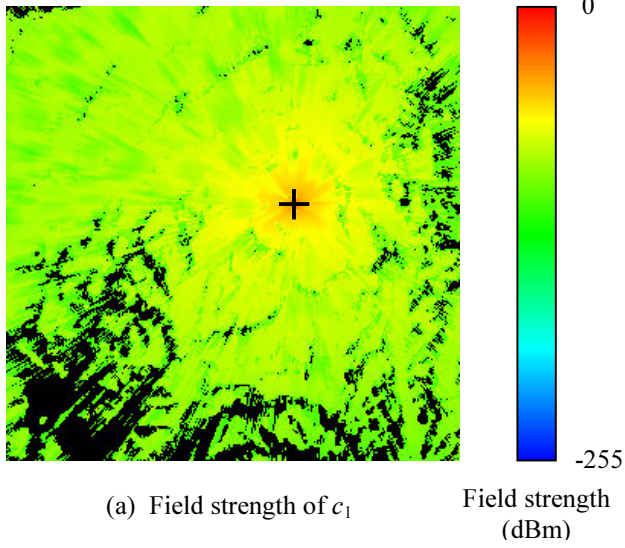 0
-255
(a) Field strength of c₁
Field strength
(dBm)